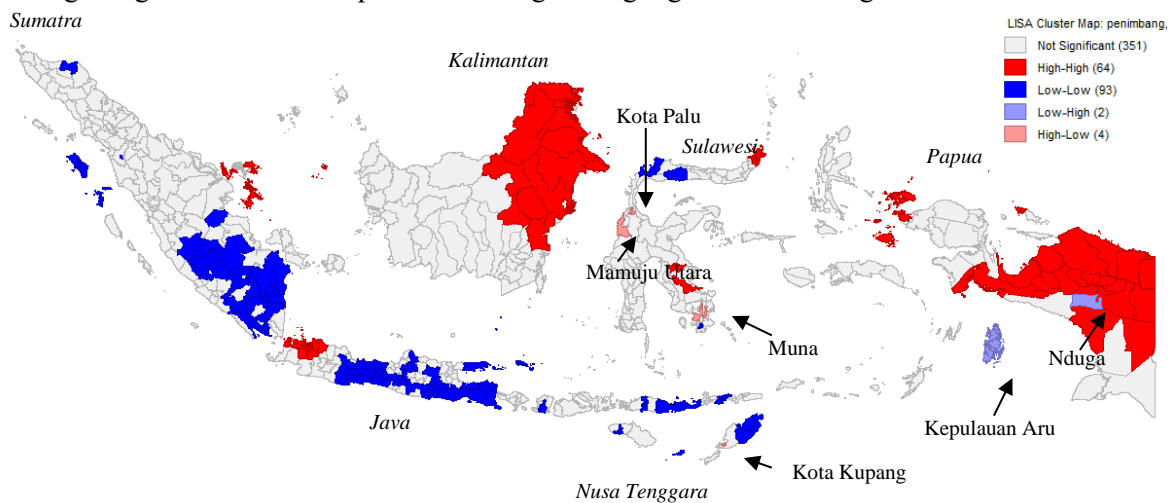 Sumatra
LISA Cluster Map: penimbang,
Not Significant (351)
High-High (64)
Low-Low (93)
Low-High (2)
High-Low (4)
Kalimantan
Kota Palu
Sulawesi
Papua
Mamuju Utara
Muna
Nduga
Java
Kepulauan Aru
Kota Kupang
Nusa Tenggara